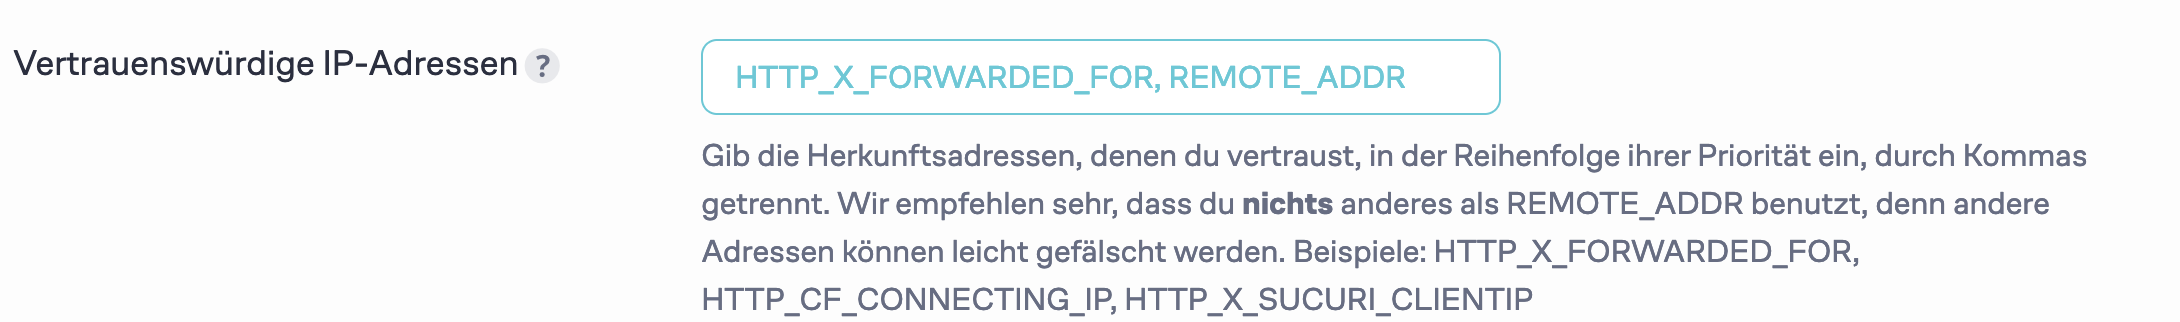 Vertrauenswürdige IP-Adressen ?
HTTP_X_FORWARDED_FOR, REMOTE_ADDR
Gib die Herkunftsadressen, denen du vertraust, in der Reihenfolge ihrer Priorität ein, durch Kommas
getrennt. Wir empfehlen sehr, dass du nichts anderes als REMOTE_ADDR benutzt, denn andere
Adressen können leicht gefälscht werden. Beispiele: HTTP_X_FORWARDED_FOR,
HTTP_CF_CONNECTING_IP, HTTP_X_SUCURI_CLIENTIP